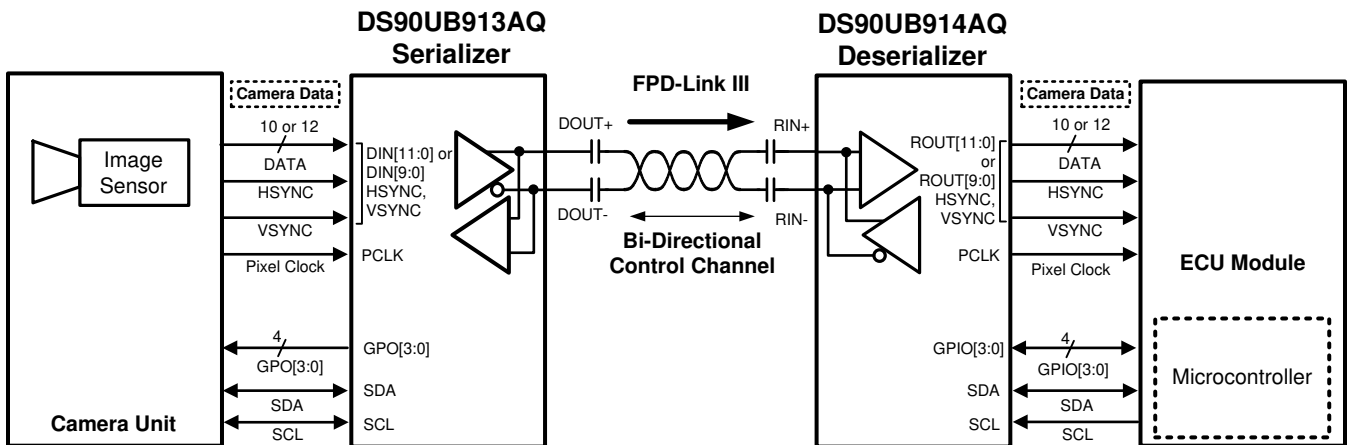 DS90UB913AQ
Serializer
DS90UB914AQ
Deserializer
Camera Data
10 or 12
DATA
HSYNC
VSYNC
Pixel Clock
4
GPO[3:0]
SDA
SCL
Image
Sensor
Camera Unit
DIN[11:0] or
DIN[9:0]
HSYNC,
VSYNC
PCLK
GPO[3:0]
SDA
SCL
FPD-Link III
DOUT+
DOUT-
RIN+
RIN-
Bi-Directional
Control Channel
ROUT[11:0]
or
ROUT[9:0]
HSYNC,
VSYNC
PCLK
GPIO[3:0]
SDA
SCL
Camera Data
10 or 12
DATA
HSYNC
VSYNC
Pixel Clock
4
GPIO[3:0]
SDA
SCL
ECU Module
Microcontroller